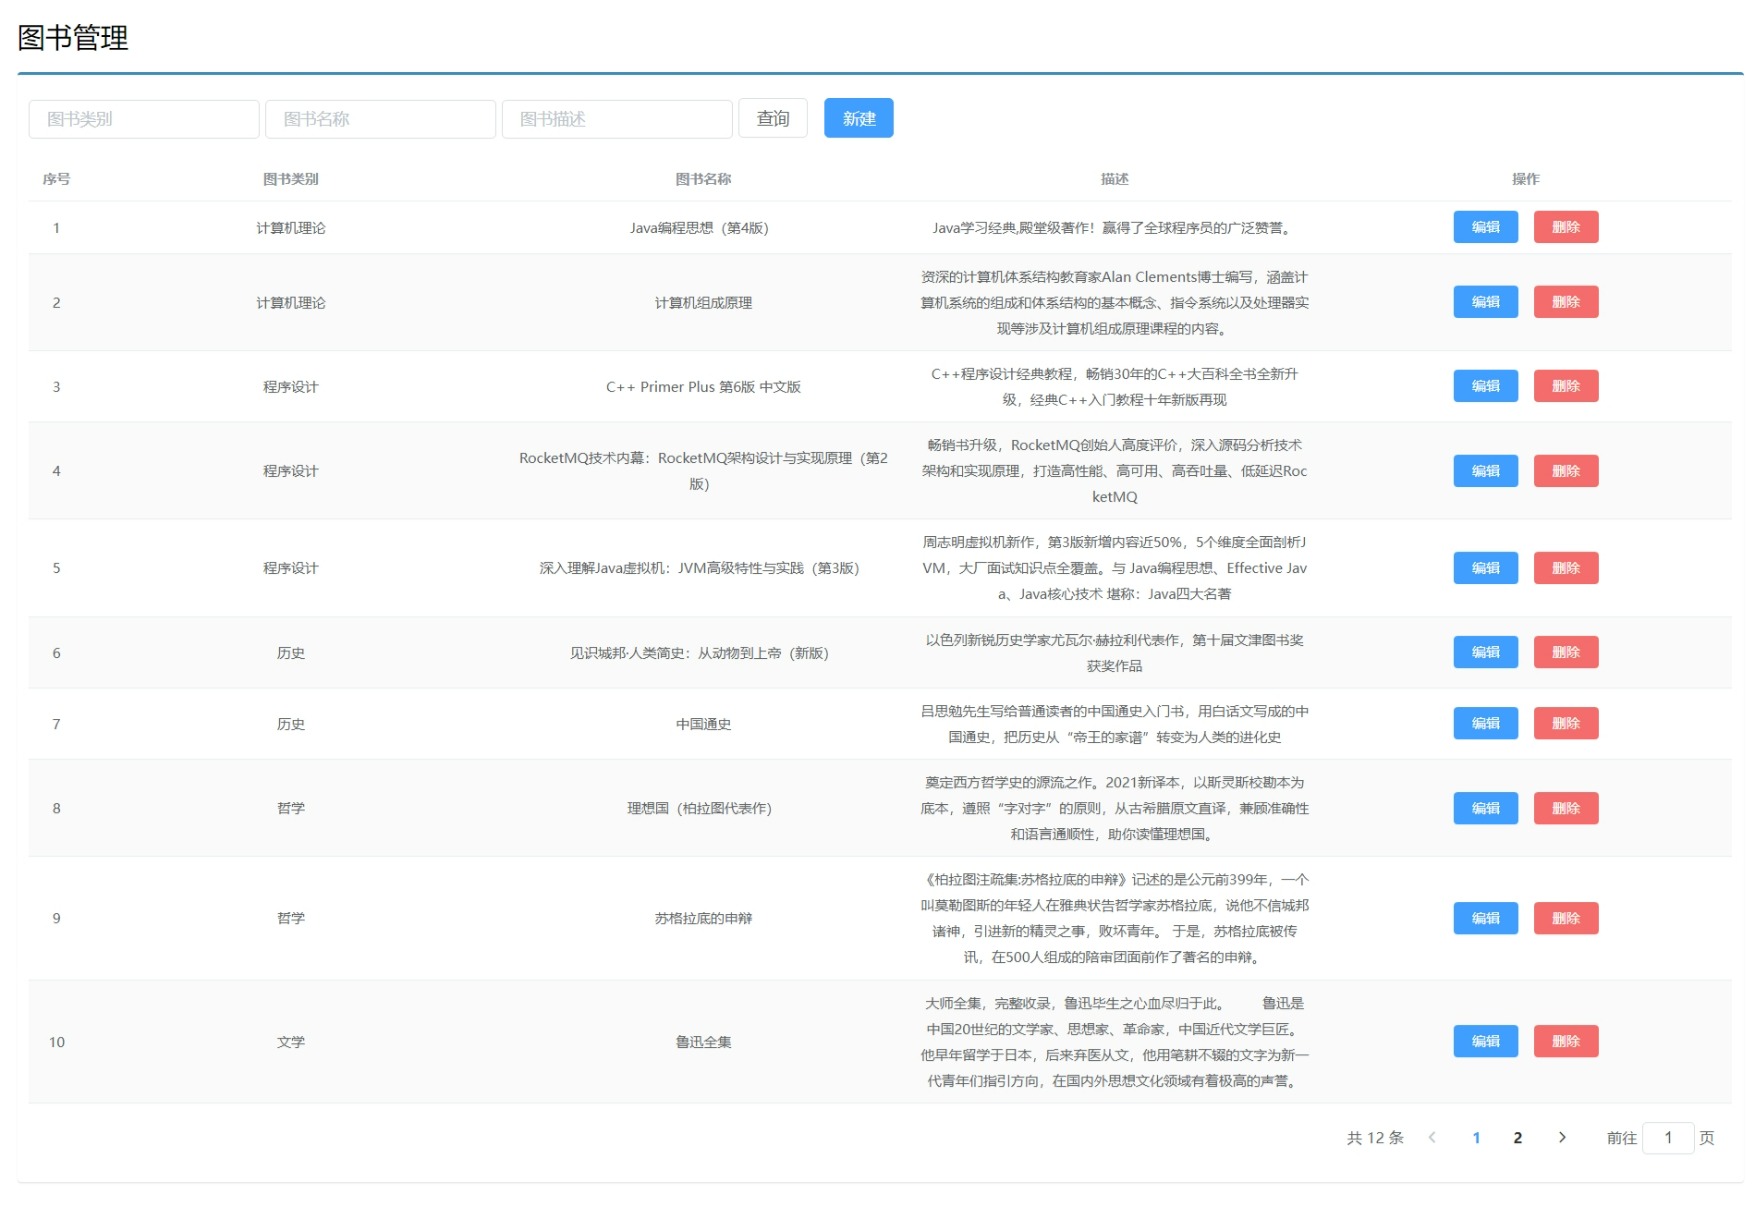 图书管理
图书类别 图书名称 图书描述 查询 新建
序号 图书类别 图书名称 描述 操作
1 计算机理论 Java编程思想（第4版） Java学习经典,殿堂级著作！赢得了全球程序员的广泛赞誉。 编辑 删除
2 计算机理论 计算机组成原理 资深的计算机体系结构教育家Alan Clements博士编写，涵盖计
算机系统的组成和体系结构的基本概念、指令系统以及处理器实
现等涉及计算机组成原理课程的内容。 编辑 删除
3 程序设计 C++ Primer Plus 第6版 中文版 C++程序设计经典教程，畅销30年的C++大百科全书全新升
级，经典C++入门教程十年新版再现 编辑 删除
4 程序设计 RocketMQ技术内幕：RocketMQ架构设计与实现原理（第2
版） 畅销书升级，RocketMQ创始人高度评价，深入源码分析技术
架构和实现原理，打造高性能、高可用、高吞吐量、低延迟Roc
ketMQ 编辑 删除
5 程序设计 深入理解Java虚拟机：JVM高级特性与实践（第3版） 周志明虚拟机新作，第3版新增内容近50%，5个维度全面剖析J
VM，大厂面试知识点全覆盖。与 Java编程思想、Effective Jav
a、Java核心技术 堪称：Java四大名著 编辑 删除
6 历史 见识城邦·人类简史：从动物到上帝（新版） 以色列新锐历史学家尤瓦尔·赫拉利代表作，第十届文津图书奖
获奖作品 编辑 删除
7 历史 中国通史 吕思勉先生写给普通读者的中国通史入门书，用白话文写成的中
国通史，把历史从“帝王的家谱”转变为人类的进化史 编辑 删除
8 哲学 理想国（柏拉图代表作） 奠定西方哲学史的源流之作。2021新译本，以斯灵斯校勘本为
底本，遵照“字对字”的原则，从古希腊原文直译，兼顾准确性
和语言通顺性，助你读懂理想国。 编辑 删除
9 哲学 苏格拉底的申辩 《柏拉图注疏集:苏格拉底的申辩》记述的是公元前399年，一个
叫莫勒图斯的年轻人在雅典状告哲学家苏格拉底，说他不信城邦
诸神，引进新的精灵之事，败坏青年。 于是，苏格拉底被传
讯，在500人组成的陪审团面前作了著名的申辩。 编辑 删除
10 文学 鲁迅全集 大师全集，完整收录，鲁迅毕生之心血尽归于此。 鲁迅是
中国20世纪的文学家、思想家、革命家，中国近代文学巨匠。
他早年留学于日本，后来弃医从文，他用笔耕不辍的文字为新一
代青年们指引方向，在国内外思想文化领域有着极高的声誉。 编辑 删除
共 12 条 1 2 前往 1 页